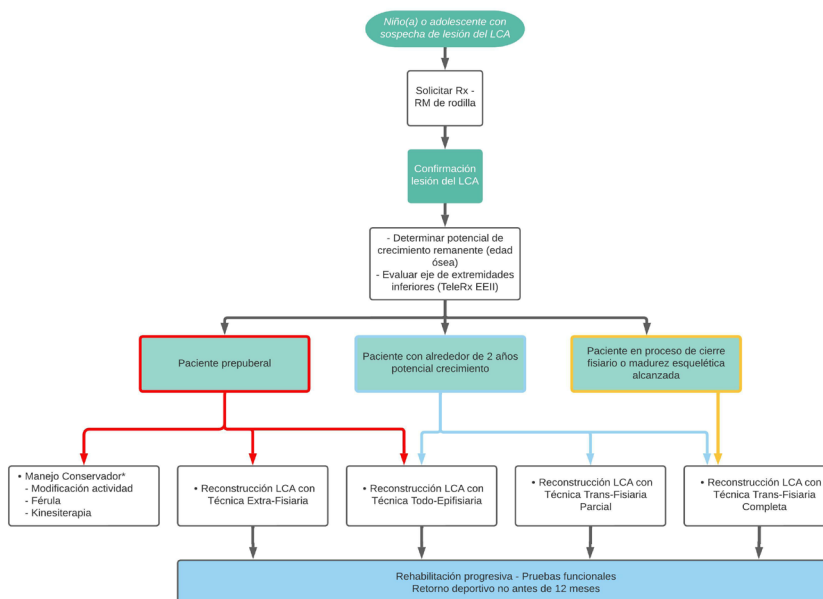 Niño(a) o adolescente con
sospecha de lesión del LCA
Solicitar Rx -
RM de rodilla
Confirmación
lesión del LCA
- Determinar potencial de
crecimiento remanente (edad
ósea)
- Evaluar eje de extremidades
inferiores (TeleRx EEII)
Paciente prepuberal
Paciente con alrededor de 2 años
potencial crecimiento
Paciente en proceso de cierre
fisiario o madurez esquelética
alcanzada
• Manejo Conservador*
- Modificación actividad
- Férula
- Kinesiterapia
• Reconstrucción LCA con
Técnica Extra-Fisiaria
• Reconstrucción LCA con
Técnica Todo-Epifisiaria
• Reconstrucción LCA con
Técnica Trans-Fisiaria
Parcial
• Reconstrucción LCA con
Técnica Trans-Fisiaria
Completa
Rehabilitación progresiva - Pruebas funcionales
Retorno deportivo no antes de 12 meses